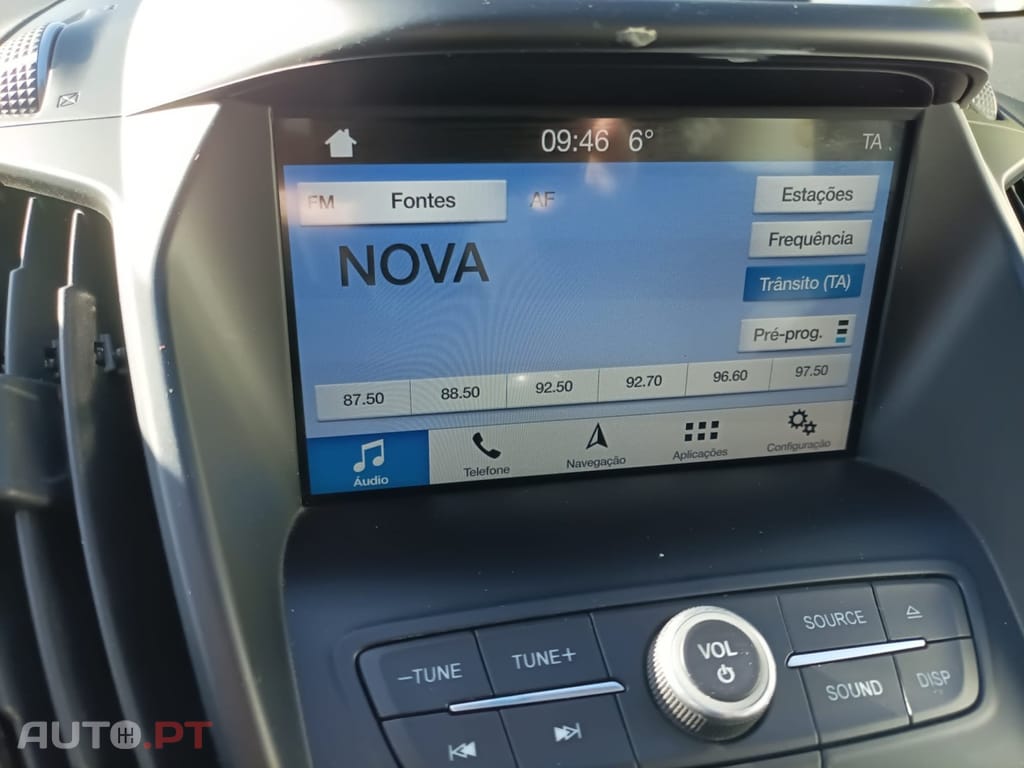 09:46 6° TA
FM Fontes AF Estações
NOVA Frequência
Trânsito (TA)
Pré-prog.
87.50 88.50 92.50 92.70 96.60 97.50
Áudio Telefone Navegação Aplicações Configuração
–TUNE TUNE+ VOL SOURCE
SOUND DISP
AUTO.PT